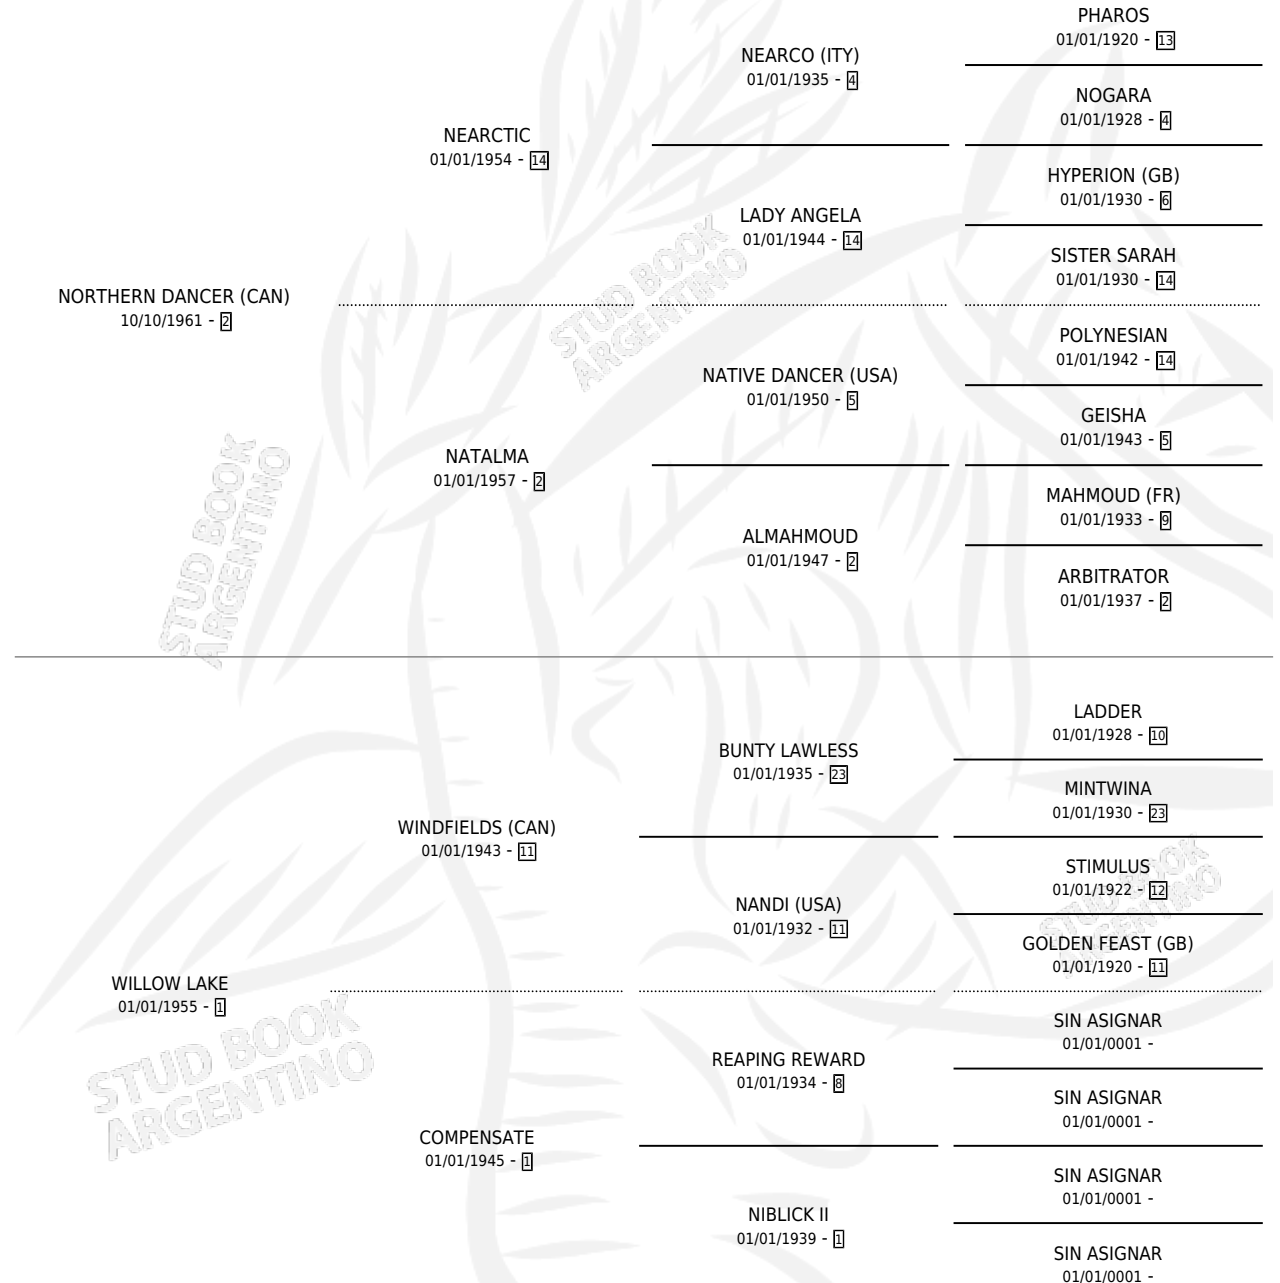 PHAROS
01/01/1920 - 13
NEARCO (ITY)
01/01/1935 - 4
NOGARA
01/01/1928 - 4
NEARCTIC
01/01/1954 - 14
HYPERION (GB)
01/01/1930 - 6
LADY ANGELA
01/01/1944 - 14
SISTER SARAH
01/01/1930 - 14
NORTHERN DANCER (CAN)
10/10/1961 - 2
POLYNESIAN
01/01/1942 - 14
NATIVE DANCER (USA)
01/01/1950 - 5
GEISHA
01/01/1943 - 5
NATALMA
01/01/1957 - 2
MAHMOUD (FR)
01/01/1933 - 9
ALMAHMOUD
01/01/1947 - 2
ARBITRATOR
01/01/1937 - 2
LADDER
01/01/1928 - 10
BUNTY LAWLESS
01/01/1935 - 23
MINTWINA
01/01/1930 - 23
WINDFIELDS (CAN)
01/01/1943 - 11
STIMULUS
01/01/1922 - 12
NANDI (USA)
01/01/1932 - 11
GOLDEN FEAST (GB)
01/01/1920 - 11
WILLOW LAKE
01/01/1955 - 1
SIN ASIGNAR
01/01/0001 -
REAPING REWARD
01/01/1934 - 8
SIN ASIGNAR
01/01/0001 -
COMPENSATE
01/01/1945 - 1
SIN ASIGNAR
01/01/0001 -
NIBLICK II
01/01/1939 - 1
SIN ASIGNAR
01/01/0001 -
STUD BOOK
ARGENTINO
STUD BOOK
ARGENTINO
STUD BOOK
ARGENTINO
STUD BOOK
ARGENTINO